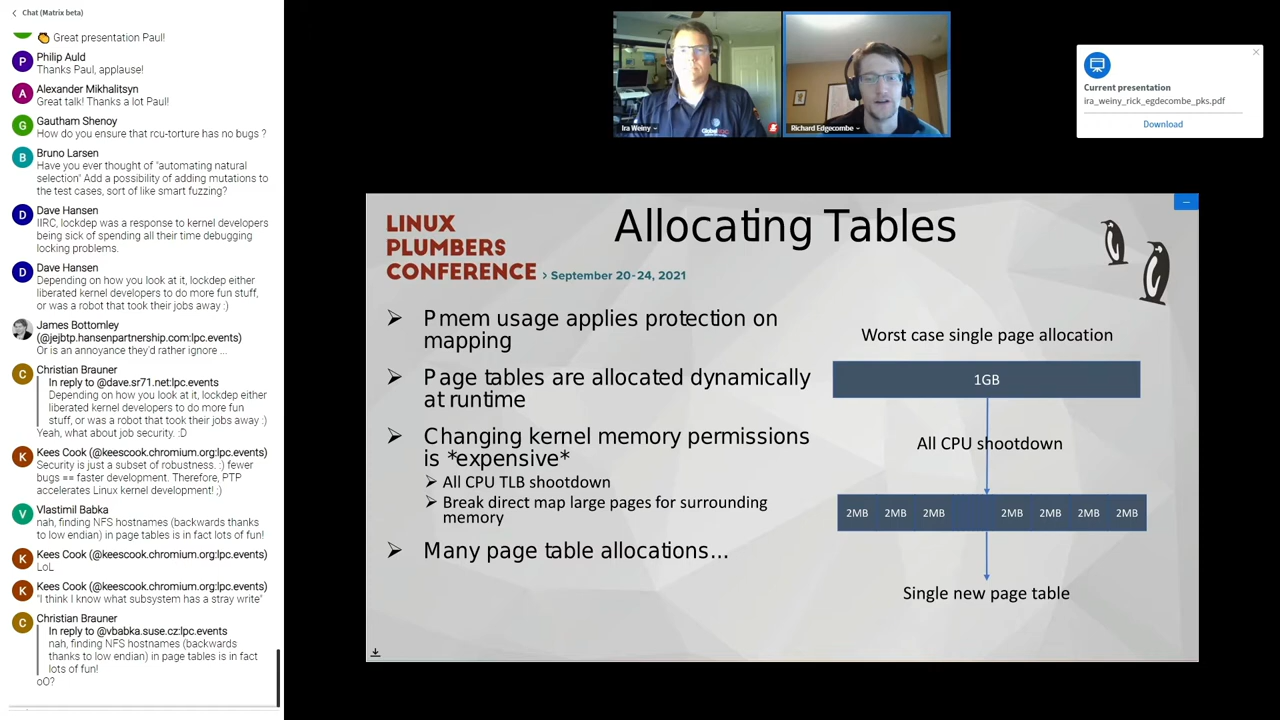 Chat (Matrix beta)
👏 Great presentation Paul!
P
Philip Auld
Thanks Paul, applause!
A
Alexander Mikhalitsyn
Great talk! Thanks a lot Paul!
G
Gautham Shenoy
How do you ensure that rcu-torture has no bugs ?
B
Bruno Larsen
Have you ever thought of "automating natural
selection" Add a possibility of adding mutations to
the test cases, sort of like smart fuzzing?
D
Dave Hansen
IIRC, lockdep was a response to kernel developers
being sick of spending all their time debugging
locking problems.
D
Dave Hansen
Depending on how you look at it, lockdep either
liberated kernel developers to do more fun stuff,
or was a robot that took their jobs away :)
James Bottomley
(@jejbtp.hansenpartnership.com:lpc.events)
Or is an annoyance they'd rather ignore ...
C
Christian Brauner
In reply to @dave.sr71.net:lpc.events
Depending on how you look at it, lockdep either
liberated kernel developers to do more fun
stuff, or was a robot that took their jobs away :)
Yeah, what about job security. :D
K
Kees Cook (@keescook.chromium.org:lpc.events)
Security is just a subset of robustness. :) fewer
bugs == faster development. Therefore, PTP
accelerates Linux kernel development! ;)
V
Vlastimil Babka
nah, finding NFS hostnames (backwards thanks
to low endian) in page tables is in fact lots of fun!
K
Kees Cook (@keescook.chromium.org:lpc.events)
LoL
K
Kees Cook (@keescook.chromium.org:lpc.events)
"I think I know what subsystem has a stray write"
C
Christian Brauner
In reply to @vbabka.suse.cz:lpc.events
nah, finding NFS hostnames (backwards
thanks to low endian) in page tables is in fact
lots of fun!
oO?
Ira Weiny
Richard Edgecombe
Current presentation
ira_weiny_rick_egdecombe_pks.pdf
Download
LINUX
PLUMBERS
CONFERENCE > September 20-24, 2021
Allocating Tables
Pmem usage applies protection on
mapping
Page tables are allocated dynamically
at runtime
Changing kernel memory permissions
is *expensive*
All CPU TLB shootdown
Break direct map large pages for surrounding
memory
Many page table allocations...
Worst case single page allocation
1GB
All CPU shootdown
2MB 2MB 2MB 2MB 2MB 2MB 2MB
Single new page table